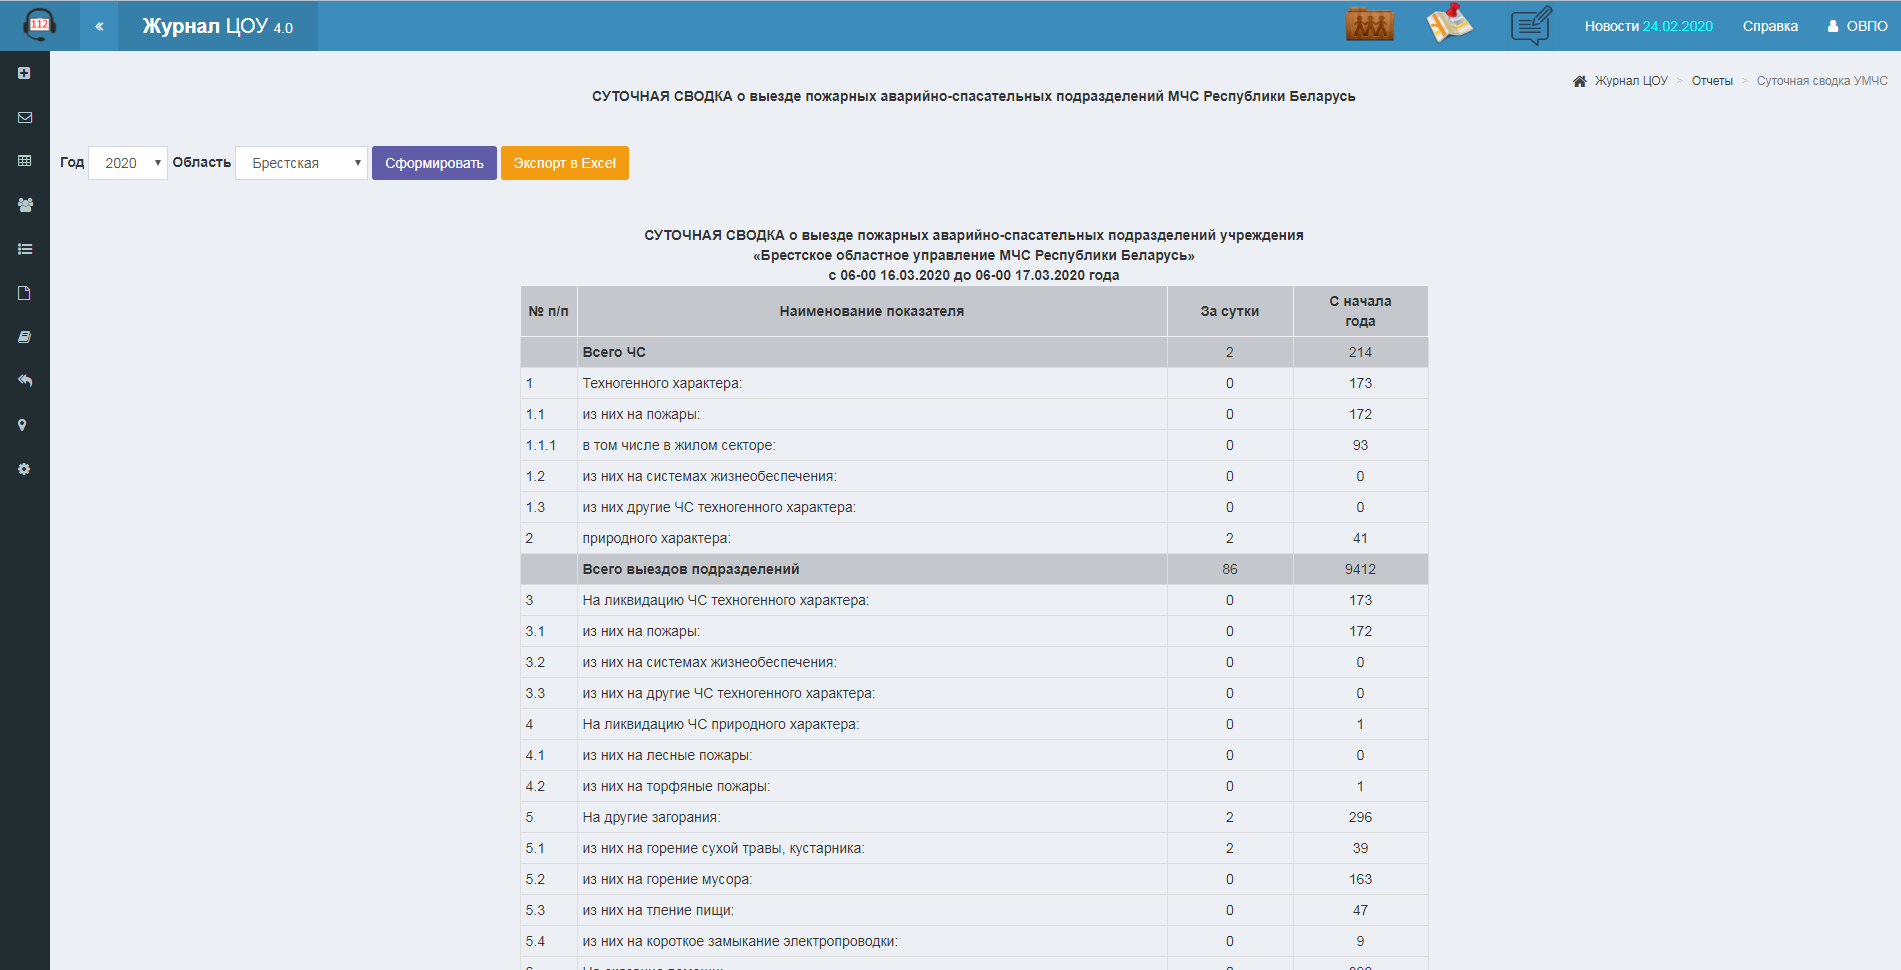 112
«
Журнал ЦОУ 4.0
Новости 24.02.2020
Справка
ОВПО
Журнал ЦОУ > Отчеты > Суточная сводка УМЧС
СУТОЧНАЯ СВОДКА о выезде пожарных аварийно-спасательных подразделений МЧС Республики Беларусь
Год 2020 Область Брестская Сформировать Экспорт в Excel
СУТОЧНАЯ СВОДКА о выезде пожарных аварийно-спасательных подразделений учреждения
«Брестское областное управление МЧС Республики Беларусь»
с 06-00 16.03.2020 до 06-00 17.03.2020 года
№ п/п Наименование показателя За сутки С начала года
Всего ЧС 2 214
1 Техногенного характера: 0 173
1.1 из них на пожары: 0 172
1.1.1 в том числе в жилом секторе: 0 93
1.2 из них на системах жизнеобеспечения: 0 0
1.3 из них другие ЧС техногенного характера: 0 0
2 природного характера: 2 41
Всего выездов подразделений 86 9412
3 На ликвидацию ЧС техногенного характера: 0 173
3.1 из них на пожары: 0 172
3.2 из них на системах жизнеобеспечения: 0 0
3.3 из них на другие ЧС техногенного характера: 0 0
4 На ликвидацию ЧС природного характера: 0 1
4.1 из них на лесные пожары: 0 0
4.2 из них на торфяные пожары: 0 1
5 На другие загорания: 2 296
5.1 из них на горение сухой травы, кустарника: 2 39
5.2 из них на горение мусора: 0 163
5.3 из них на тление пищи: 0 47
5.4 из них на короткое замыкание электропроводки: 0 9